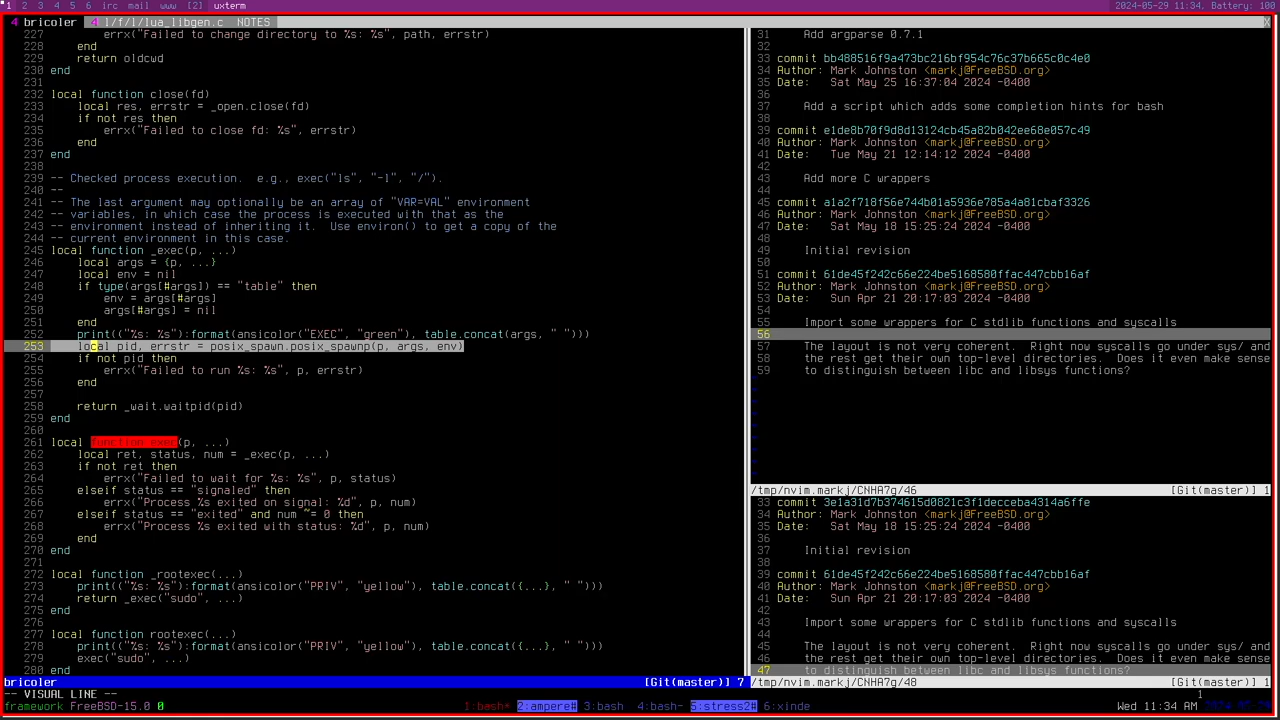 1 2 3 4 5 6 irc mail www [2] uxterm 2024-05-29 11:34, Battery: 100
4 bricoler 4 l/f/l/lua_libgen.c NOTES X
227 errx("Failed to change directory to %s: %s", path, errstr)
228 end
229 return oldcwd
230 end
231
232 local function close(fd)
233 local res, errstr = _open.close(fd)
234 if not res then
235 errx("Failed to close fd: %s", errstr)
236 end
237 end
238
239 -- Checked process execution. e.g., exec("ls", "-l", "/").
240 --
241 -- The last argument may optionally be an array of "VAR=VAL" environment
242 -- variables, in which case the process is executed with that as the
243 -- environment instead of inheriting it. Use environ() to get a copy of the
244 -- current environment in this case.
245 local function _exec(p, ...)
246 local args = {p, ...}
247 local env = nil
248 if type(args[#args]) == "table" then
249 env = args[#args]
250 args[#args] = nil
251 end
252 print(("%s: %s"):format(ansicolor("EXEC", "green"), table.concat(args, " ")))
253 local pid, errstr = posix_spawn.posix_spawnp(p, args, env)
254 if not pid then
255 errx("Failed to run %s: %s", p, errstr)
256 end
257
258 return _wait.waitpid(pid)
259 end
260
261 local function exec(p, ...)
262 local ret, status, num = _exec(p, ...)
263 if not ret then
264 errx("Failed to wait for %s: %s", p, status)
265 elseif status == "signaled" then
266 errx("Process %s exited on signal: %d", p, num)
267 elseif status == "exited" and num ~= 0 then
268 errx("Process %s exited with status: %d", p, num)
269 end
270 end
271
272 local function _rootexec(...)
273 print(("%s: %s"):format(ansicolor("PRIV", "yellow"), table.concat({...}, " ")))
274 return _exec("sudo", ...)
275 end
276
277 local function rootexec(...)
278 print(("%s: %s"):format(ansicolor("PRIV", "yellow"), table.concat({...}, " ")))
279 exec("sudo", ...)
280 end
bricoler [Git(master)] 7
31 Add argparse 0.7.1
32
33 commit bb488516f9a473bc216bf954c76c37b665c0c4e0
34 Author: Mark Johnston <markj@FreeBSD.org>
35 Date: Sat May 25 16:37:04 2024 -0400
36
37 Add a script which adds some completion hints for bash
38
39 commit e1de8b70f9d8d13124cb45a82b042ee68e057c49
40 Author: Mark Johnston <markj@FreeBSD.org>
41 Date: Tue May 21 12:14:12 2024 -0400
42
43 Add more C wrappers
44
45 commit a1a2f718f56e744b01a5936e785a4a81cbaf3326
46 Author: Mark Johnston <markj@FreeBSD.org>
47 Date: Sat May 18 15:25:24 2024 -0400
48
49 Initial revision
50
51 commit 61de45f242c66e224be5168580ffac447cbb16af
52 Author: Mark Johnston <markj@FreeBSD.org>
53 Date: Sun Apr 21 20:17:03 2024 -0400
54
55 Import some wrappers for C stdlib functions and syscalls
56
57 The layout is not very coherent. Right now syscalls go under sys/ and
58 the rest get their own top-level directories. Does it even make sense
59 to distinguish between libc and libsys functions?
~
~
~
~
~
~
~
~
/tmp/nvim.markj/CNHA7g/46 [Git(master)] 1
33 commit 3e1a31d7b374615d0821c3f1decceba4314a6ffe
34 Author: Mark Johnston <markj@FreeBSD.org>
35 Date: Sat May 18 15:25:24 2024 -0400
36
37 Initial revision
38
39 commit 61de45f242c66e224be5168580ffac447cbb16af
40 Author: Mark Johnston <markj@FreeBSD.org>
41 Date: Sun Apr 21 20:17:03 2024 -0400
42
43 Import some wrappers for C stdlib functions and syscalls
44
45 The layout is not very coherent. Right now syscalls go under sys/ and
46 the rest get their own top-level directories. Does it even make sense
47 to distinguish between libc and libsys functions?
/tmp/nvim.markj/CNHA7g/48 [Git(master)] 1
-- VISUAL LINE -- 1
framework FreeBSD-15.0 0 1:bash* 2:ampere# 3:bash 4:bash- 5:stress2# 6:xinde Wed 11:34 AM 2024-05-29